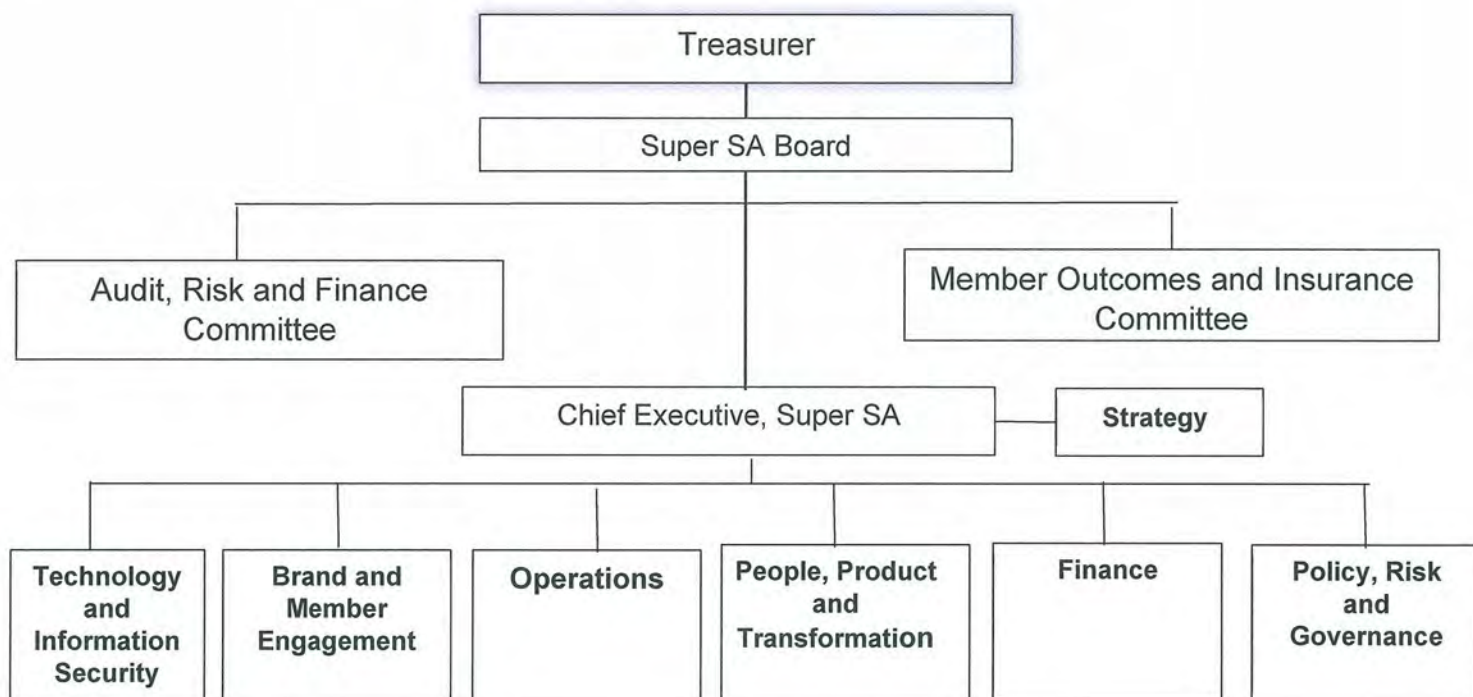 Treasurer
Super SA Board
Audit, Risk and Finance
Committee
Member Outcomes and Insurance
Committee
Chief Executive, Super SA
Strategy
Technology
and
Information
Security
Brand and
Member
Engagement
Operations
People, Product
and
Transformation
Finance
Policy, Risk
and
Governance